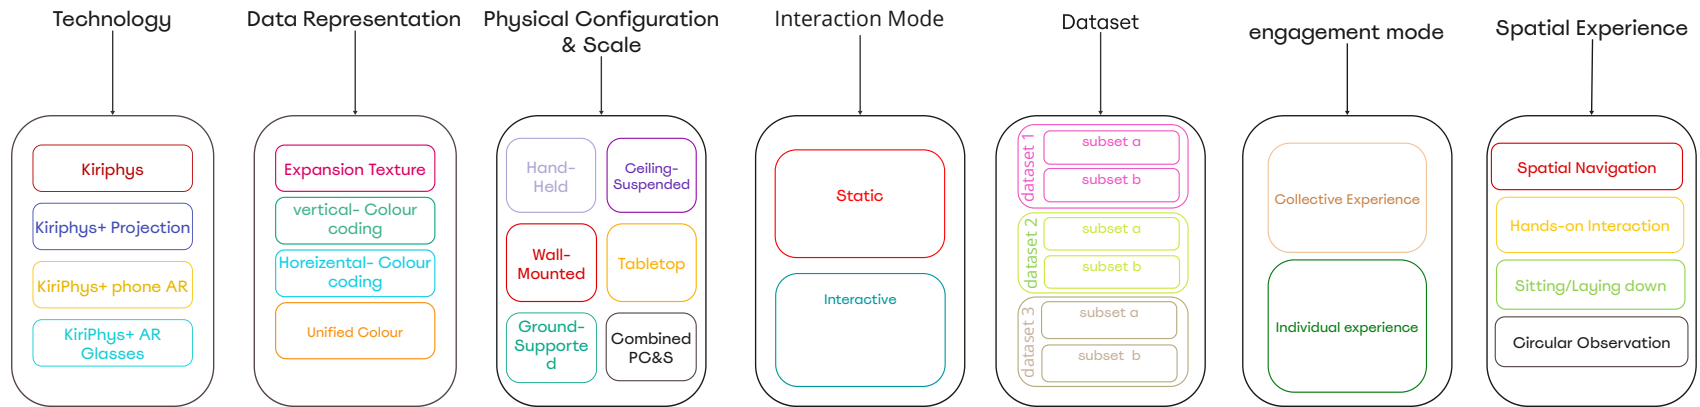 Technology
Kiriphys
Kiriphys+ Projection
KiriPhys+ phone AR
KiriPhys+ AR
Glasses
Data Representation
Expansion Texture
vertical- Colour
coding
Horeizental- Colour
coding
Unified Colour
Physical Configuration
& Scale
Hand-
Held
Ceiling-
Suspended
Wall-
Mounted
Tabletop
Ground-
Supporte
d
Combined
PC&S
Interaction Mode
Static
Interactive
Dataset
dataset 1
subset a
subset b
dataset 2
subset a
subset b
dataset 3
subset a
subset b
engagement mode
Collective Experience
Individual experience
Spatial Experience
Spatial Navigation
Hands-on Interaction
Sitting/Laying down
Circular Observation